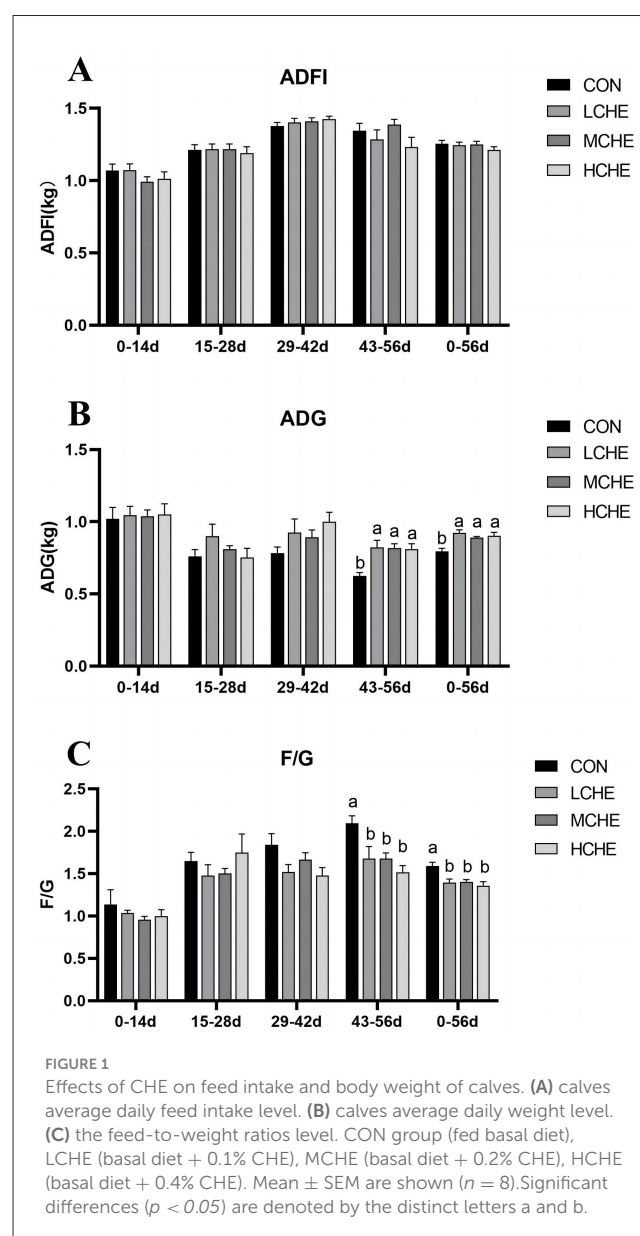 A
ADFI
CON
LCHE
MCHE
HCHE
ADFI(kg)
1.5
1.0
0.5
0.0
0-14d 15-28d 29-42d 43-56d 0-56d
B
ADG
CON
LCHE
MCHE
HCHE
ADG(kg)
1.5
1.0
0.5
0.0
b a a a b a a a
0-14d 15-28d 29-42d 43-56d 0-56d
C
F/G
CON
LCHE
MCHE
HCHE
F/G
2.5
2.0
1.5
1.0
0.5
0.0
a b b b a b b b
0-14d 15-28d 29-42d 43-56d 0-56d
FIGURE 1
Effects of CHE on feed intake and body weight of calves. (A) calves
average daily feed intake level. (B) calves average daily weight level.
(C) the feed-to-weight ratios level. CON group (fed basal diet),
LCHE (basal diet + 0.1% CHE), MCHE (basal diet + 0.2% CHE), HCHE
(basal diet + 0.4% CHE). Mean ± SEM are shown (n = 8).Significant
differences (p < 0.05) are denoted by the distinct letters a and b.